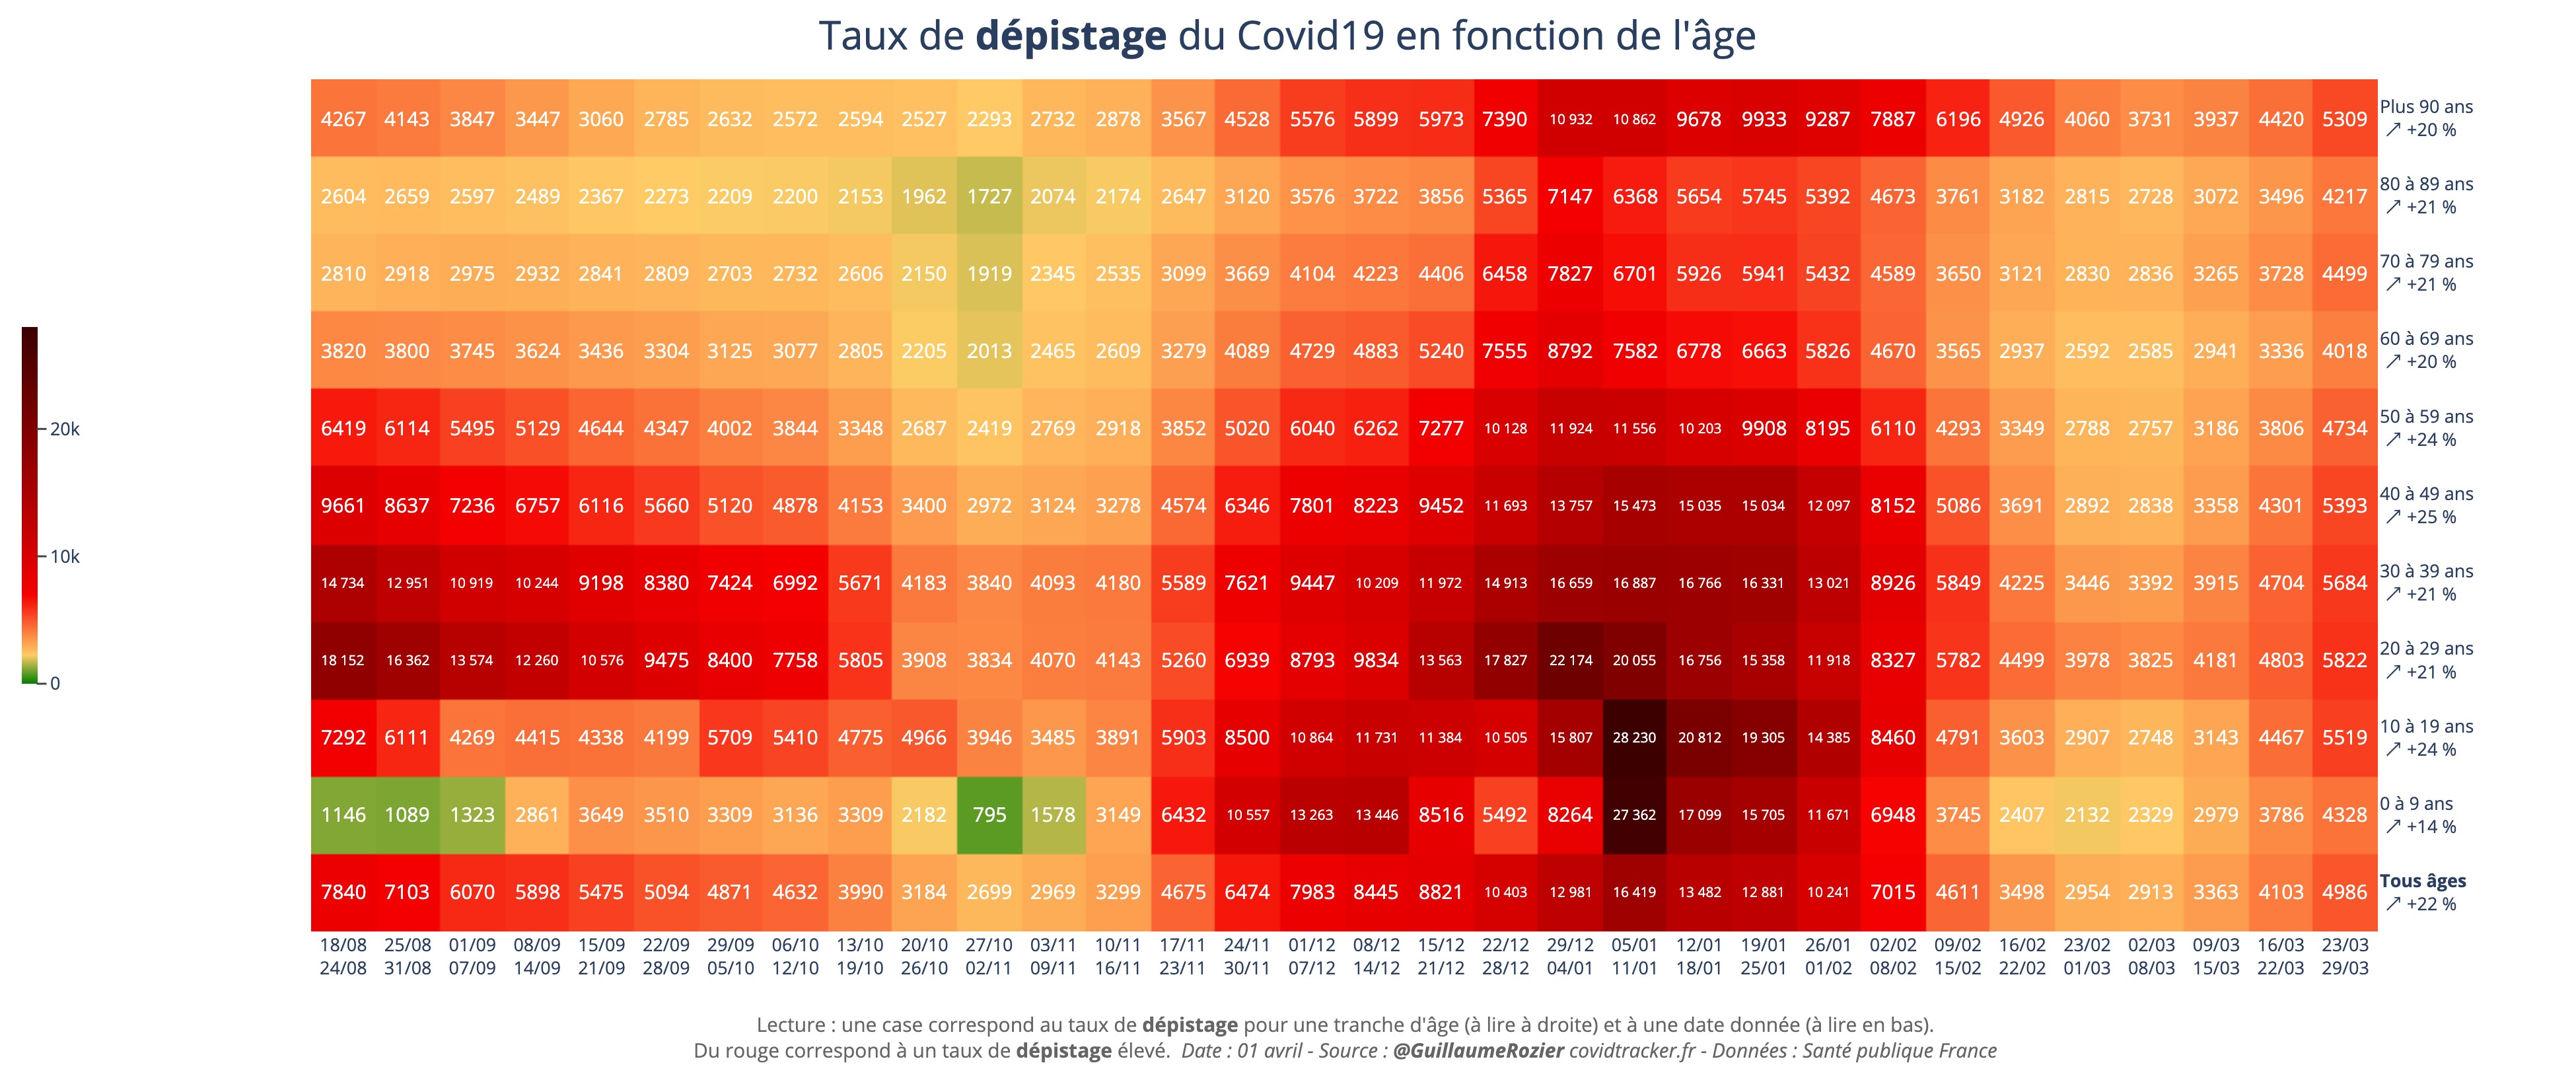 Taux de dépistage du Covid19 en fonction de l'âge
4267 4143 3847 3447 3060 2785 2632 2572 2594 2527 2293 2732 2878 3567 4528 5576 5899 5973 7390 10 932 10 862 9678 9933 9287 7887 6196 4926 4060 3731 3937 4420 5309 Plus 90 ans
↗ +20 %
2604 2659 2597 2489 2367 2273 2209 2200 2153 1962 1727 2074 2174 2647 3120 3576 3722 3856 5365 7147 6368 5654 5745 5392 4673 3761 3182 2815 2728 3072 3496 4217 80 à 89 ans
↗ +21 %
2810 2918 2975 2932 2841 2809 2703 2732 2606 2150 1919 2345 2535 3099 3669 4104 4223 4406 6458 7827 6701 5926 5941 5432 4589 3650 3121 2830 2836 3265 3728 4499 70 à 79 ans
↗ +21 %
3820 3800 3745 3624 3436 3304 3125 3077 2805 2205 2013 2465 2609 3279 4089 4729 4883 5240 7555 8792 7582 6778 6663 5826 4670 3565 2937 2592 2585 2941 3336 4018 60 à 69 ans
↗ +20 %
6419 6114 5495 5129 4644 4347 4002 3844 3348 2687 2419 2769 2918 3852 5020 6040 6262 7277 10 128 11 924 11 556 10 203 9908 8195 6110 4293 3349 2788 2757 3186 3806 4734 50 à 59 ans
↗ +24 %
9661 8637 7236 6757 6116 5660 5120 4878 4153 3400 2972 3124 3278 4574 6346 7801 8223 9452 11 693 13 757 15 473 15 035 15 034 12 097 8152 5086 3691 2892 2838 3358 4301 5393 40 à 49 ans
↗ +25 %
14 734 12 951 10 919 10 244 9198 8380 7424 6992 5671 4183 3840 4093 4180 5589 7621 9447 10 209 11 972 14 913 16 659 16 887 16 766 16 331 13 021 8926 5849 4225 3446 3392 3915 4704 5684 30 à 39 ans
↗ +21 %
18 152 16 362 13 574 12 260 10 576 9475 8400 7758 5805 3908 3834 4070 4143 5260 6939 8793 9834 13 563 17 827 22 174 20 055 16 756 15 358 11 918 8327 5782 4499 3978 3825 4181 4803 5822 20 à 29 ans
↗ +21 %
7292 6111 4269 4415 4338 4199 5709 5410 4775 4966 3946 3485 3891 5903 8500 10 864 11 731 11 384 10 505 15 807 28 230 20 812 19 305 14 385 8460 4791 3603 2907 2748 3143 4467 5519 10 à 19 ans
↗ +24 %
1146 1089 1323 2861 3649 3510 3309 3136 3309 2182 795 1578 3149 6432 10 557 13 263 13 446 8516 5492 8264 27 362 17 099 15 705 11 671 6948 3745 2407 2132 2329 2979 3786 4328 0 à 9 ans
↗ +14 %
7840 7103 6070 5898 5475 5094 4871 4632 3990 3184 2699 2969 3299 4675 6474 7983 8445 8821 10 403 12 981 16 419 13 482 12 881 10 241 7015 4611 3498 2954 2913 3363 4103 4986 Tous âges
↗ +22 %
20k
10k
0
18/08 25/08 01/09 08/09 15/09 22/09 29/09 06/10 13/10 20/10 27/10 03/11 10/11 17/11 24/11 01/12 08/12 15/12 22/12 29/12 05/01 12/01 19/01 26/01 02/02 09/02 16/02 23/02 02/03 09/03 16/03 23/03
24/08 31/08 07/09 14/09 21/09 28/09 05/10 12/10 19/10 26/10 02/11 09/11 16/11 23/11 30/11 07/12 14/12 21/12 28/12 04/01 11/01 18/01 25/01 01/02 08/02 15/02 22/02 01/03 08/03 15/03 22/03 29/03
Lecture : une case correspond au taux de dépistage pour une tranche d'âge (à lire à droite) et à une date donnée (à lire en bas).
Du rouge correspond à un taux de dépistage élevé. Date : 01 avril - Source : @GuillaumeRozier covidtracker.fr - Données : Santé publique France